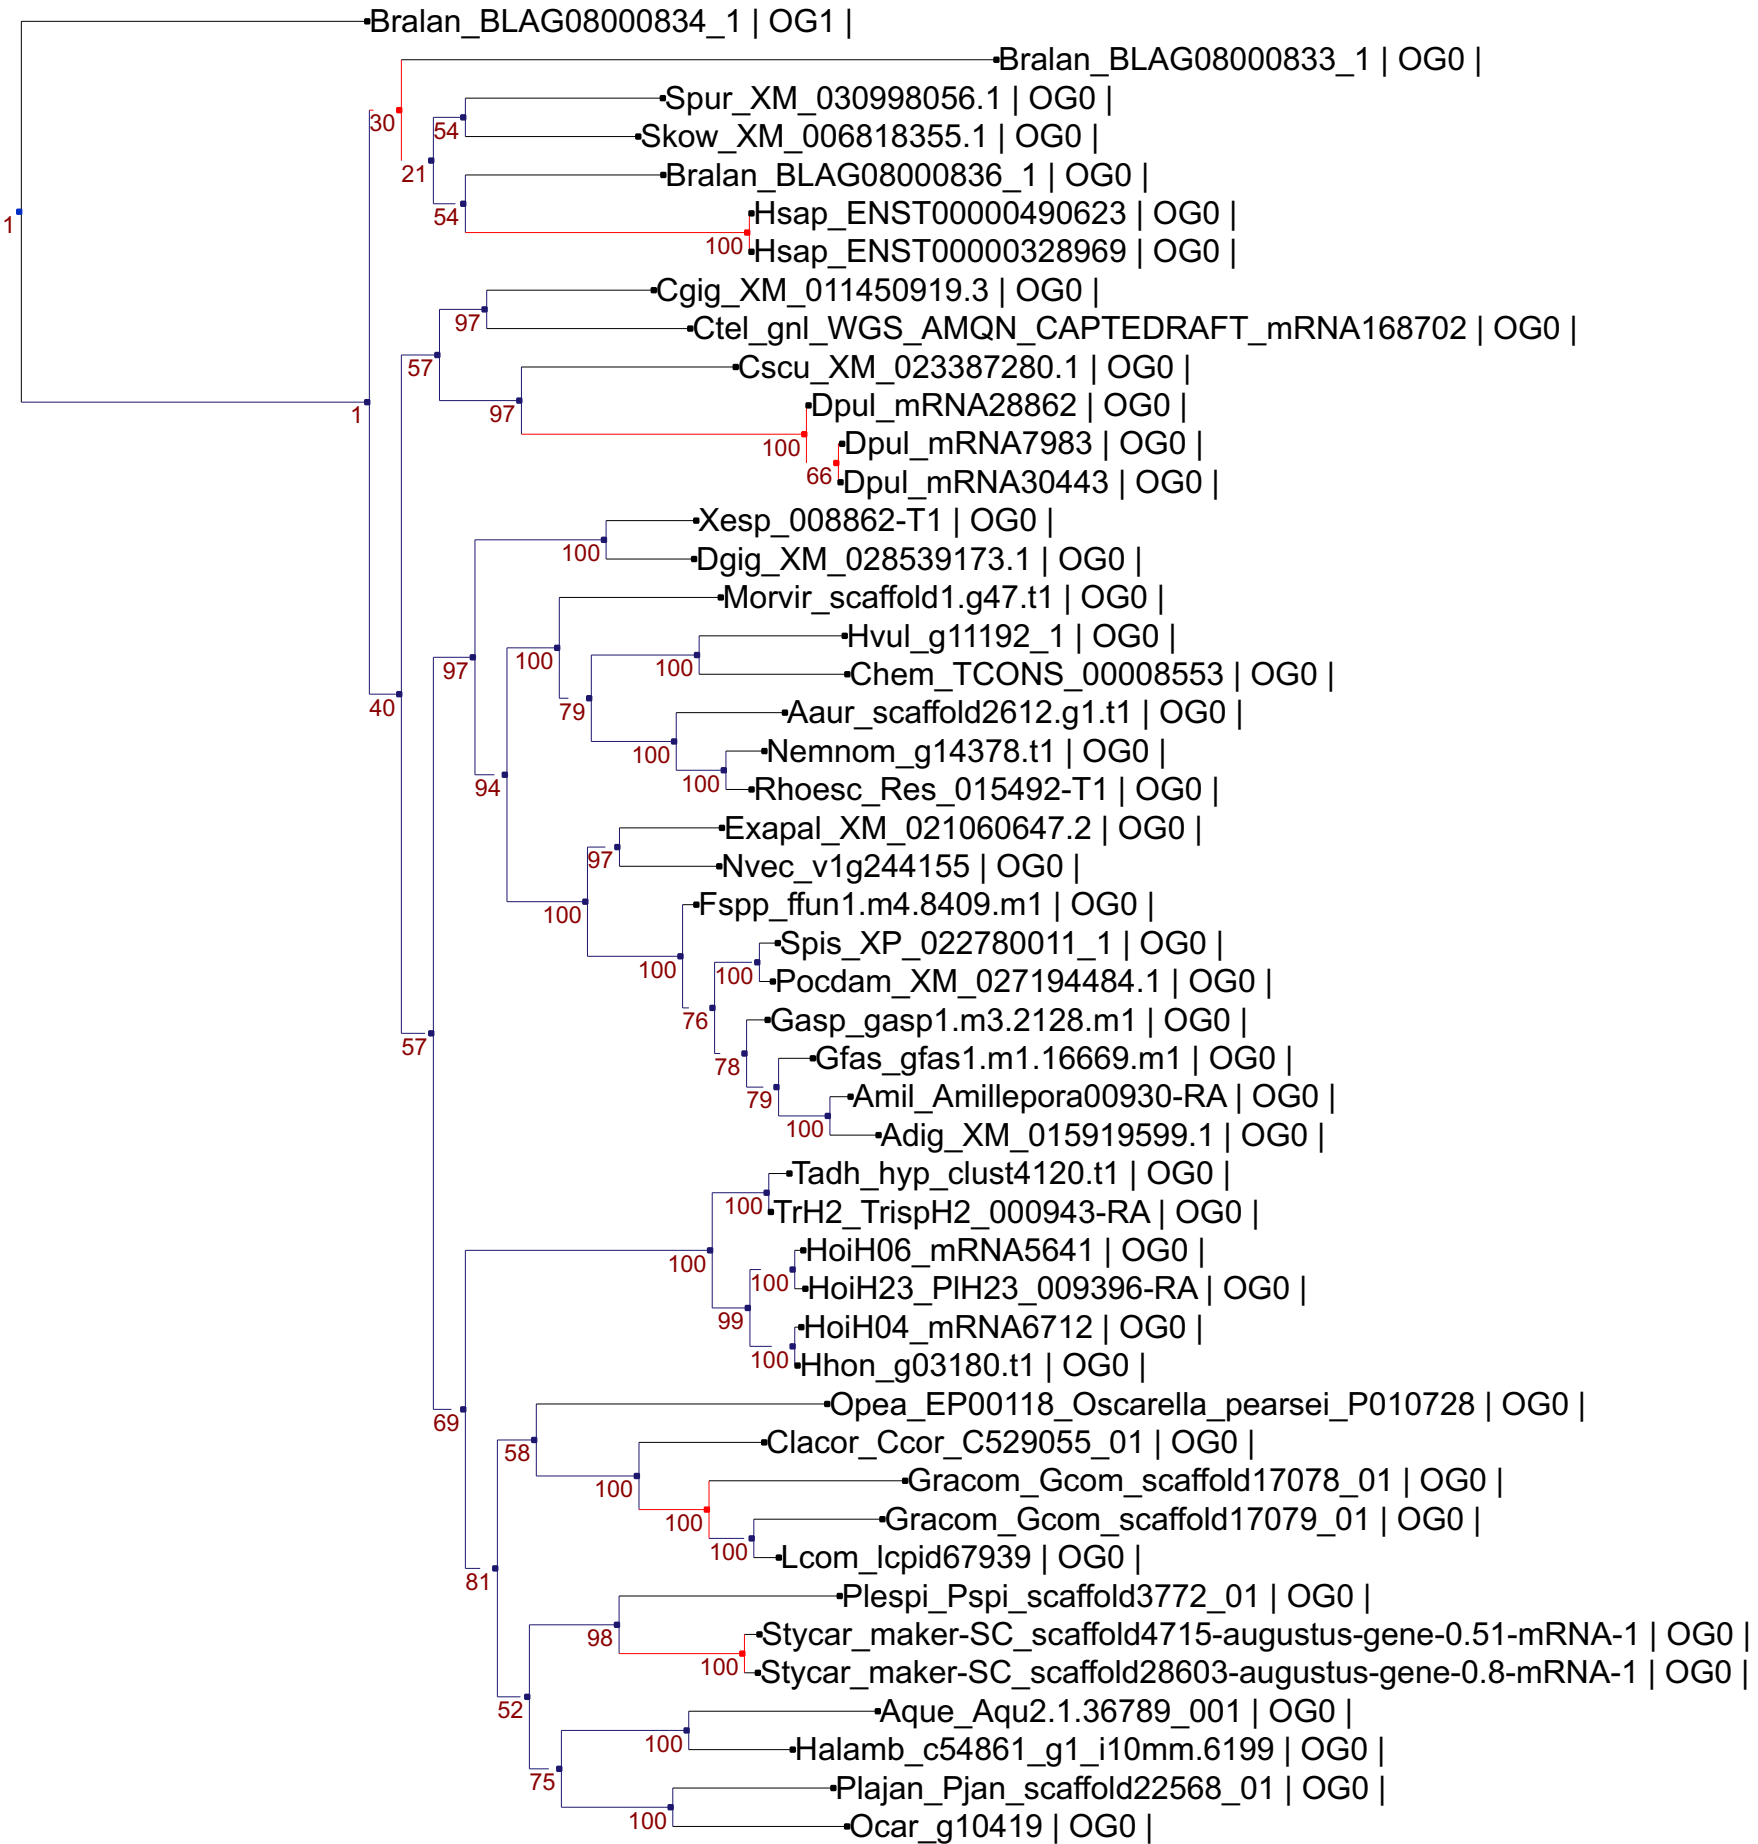 Bralan_BLAG08000834_1 | OG1 |
Bralan_BLAG08000833_1 | OG0 |
Spur_XM_030998056.1 | OG0 |
30
54
Skow_XM_006818355.1 | OG0 |
21
Bralan_BLAG08000836_1 | OG0 |
54
Hsap_ENST00000490623 | OG0 |
1
100
Hsap_ENST00000328969 | OG0 |
Cgig_XM_011450919.3 | OG0 |
97
Ctel_gnl_WGS_AMQN_CAPTEDRAFT_mRNA168702 | OG0 |
57
Cscu_XM_023387280.1 | OG0 |
1
97
Dpul_mRNA28862 | OG0 |
100
Dpul_mRNA7983 | OG0 |
66
Dpul_mRNA30443 | OG0 |
Xesp_008862-T1 | OG0 |
100
Dgig_XM_028539173.1 | OG0 |
Morvir_scaffold1.g47.t1 | OG0 |
Hvul_g11192_1 | OG0 |
97
100
100
Chem_TCONS_00008553 | OG0 |
40
79
Aaur_scaffold2612.g1.t1 | OG0 |
100
Nemnom_g14378.t1 | OG0 |
94
100
Rhoesc_Res_015492-T1 | OG0 |
Exapal_XM_021060647.2 | OG0 |
97
Nvec_v1g244155 | OG0 |
100
Fspp_ffun1.m4.8409.m1 | OG0 |
Spis_XP_022780011_1 | OG0 |
100
100
Pocdam_XM_027194484.1 | OG0 |
76
Gasp_gasp1.m3.2128.m1 | OG0 |
57
78
Gfas_gfas1.m1.16669.m1 | OG0 |
79
Amil_Amillepora00930-RA | OG0 |
100
Adig_XM_015919599.1 | OG0 |
Tadh_hyp_clust4120.t1 | OG0 |
100
TrH2_TrispH2_000943-RA | OG0 |
100
HoiH06_mRNA5641 | OG0 |
100
HoiH23_PlH23_009396-RA | OG0 |
99
HoiH04_mRNA6712 | OG0 |
100
Hhon_g03180.t1 | OG0 |
69
Opea_EP00118_Oscarella_pearsei_P010728 | OG0 |
58
Clacor_Ccor_C529055_01 | OG0 |
100
Gracom_Gcom_scaffold17078_01 | OG0 |
100
Gracom_Gcom_scaffold17079_01 | OG0 |
100
Lcom_lcpid67939 | OG0 |
81
Plespi_Pspi_scaffold3772_01 | OG0 |
98
Stycar_maker-SC_scaffold4715-augustus-gene-0.51-mRNA-1 | OG0 |
100
Stycar_maker-SC_scaffold28603-augustus-gene-0.8-mRNA-1 | OG0 |
52
Aque_Aqu2.1.36789_001 | OG0 |
100
Halamb_c54861_g1_i10mm.6199 | OG0 |
75
Plajan_Pjan_scaffold22568_01 | OG0 |
100
Ocar_g10419 | OG0 |